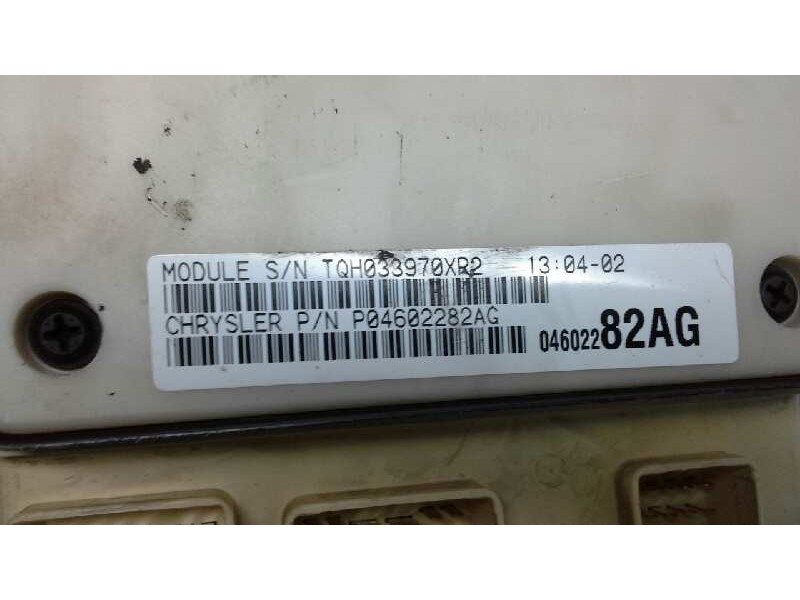 MODULE S/N TQH033970XR2 13:04-02
CHRYSLER P/N P04602282AG
04602282AG